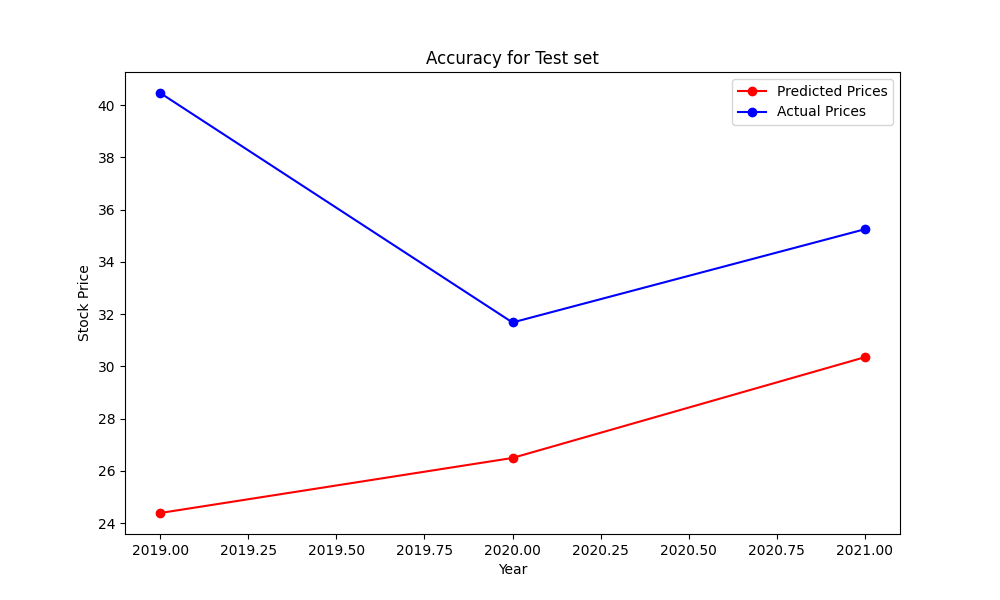 Accuracy for Test set
Predicted Prices
Actual Prices
40
38
36
34
32
30
28
26
24
Stock Price
2019.00 2019.25 2019.50 2019.75 2020.00 2020.25 2020.50 2020.75 2021.00
Year